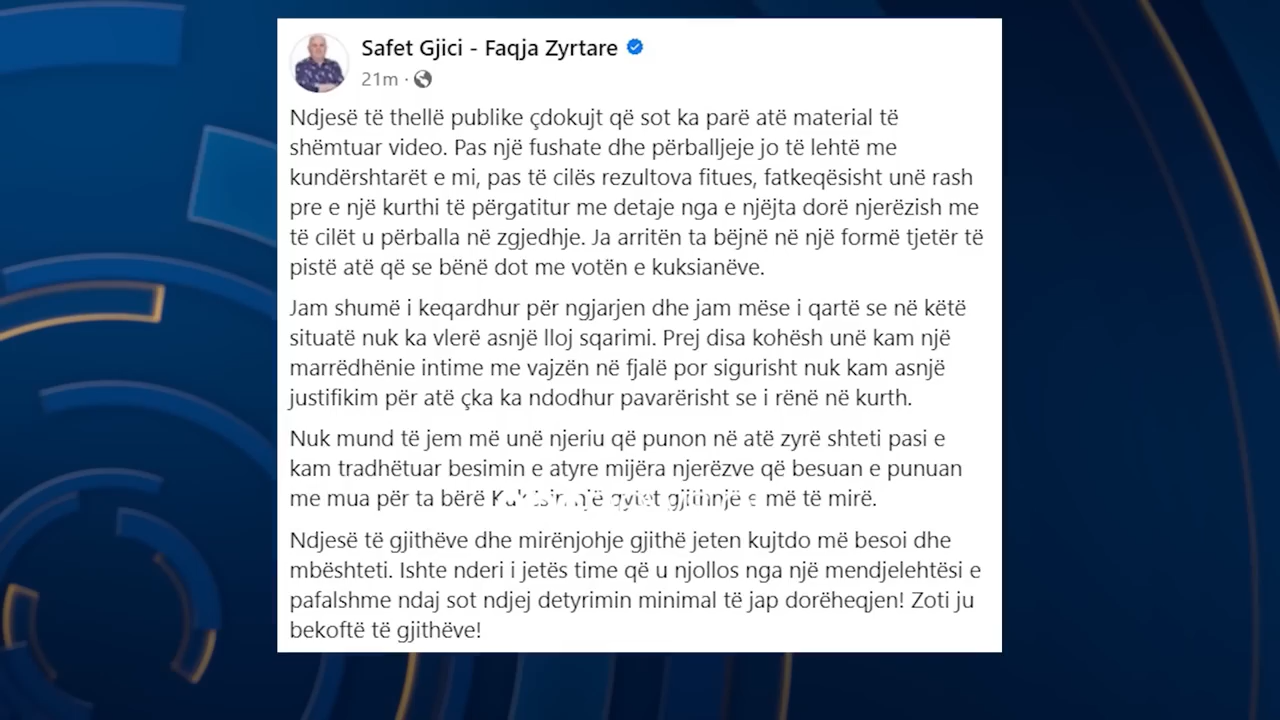 Safet Gjici - Faqja Zyrtare
21m ·
Ndjesë të thellë publike çdokujt që sot ka parë atë material të
shëmtuar video. Pas një fushate dhe përballjeje jo të lehtë me
kundërshtarët e mi, pas të cilës rezultova fitues, fatkeqësisht unë rash
pre e një kurthi të përgatitur me detaje nga e njëjta dorë njerëzish me
të cilët u përballa në zgjedhje. Ja arritën ta bëjnë në një formë tjetër të
pistë atë që se bënë dot me votën e kuksianëve.
Jam shumë i keqardhur për ngjarjen dhe jam mëse i qartë se në këtë
situatë nuk ka vlerë asnjë lloj sqarimi. Prej disa kohësh unë kam një
marrëdhënie intime me vajzën në fjalë por sigurisht nuk kam asnjë
justifikim për atë çka ka ndodhur pavarërisht se i rënë në kurth.
Nuk mund të jem më unë njeriu që punon në atë zyrë shteti pasi e
kam tradhëtuar besimin e atyre mijëra njerëzve që besuan e punuan
me mua për ta bërë një më të mirë.
Ndjesë të gjithëve dhe mirënjohje gjithë jeten kujtdo më besoi dhe
mbështeti. Ishte nderi i jetës time që u njollos nga një mendjelehtësi e
pafalshme ndaj sot ndjej detyrimin minimal të jap dorëheqjen! Zoti ju
bekoftë të gjithëve!